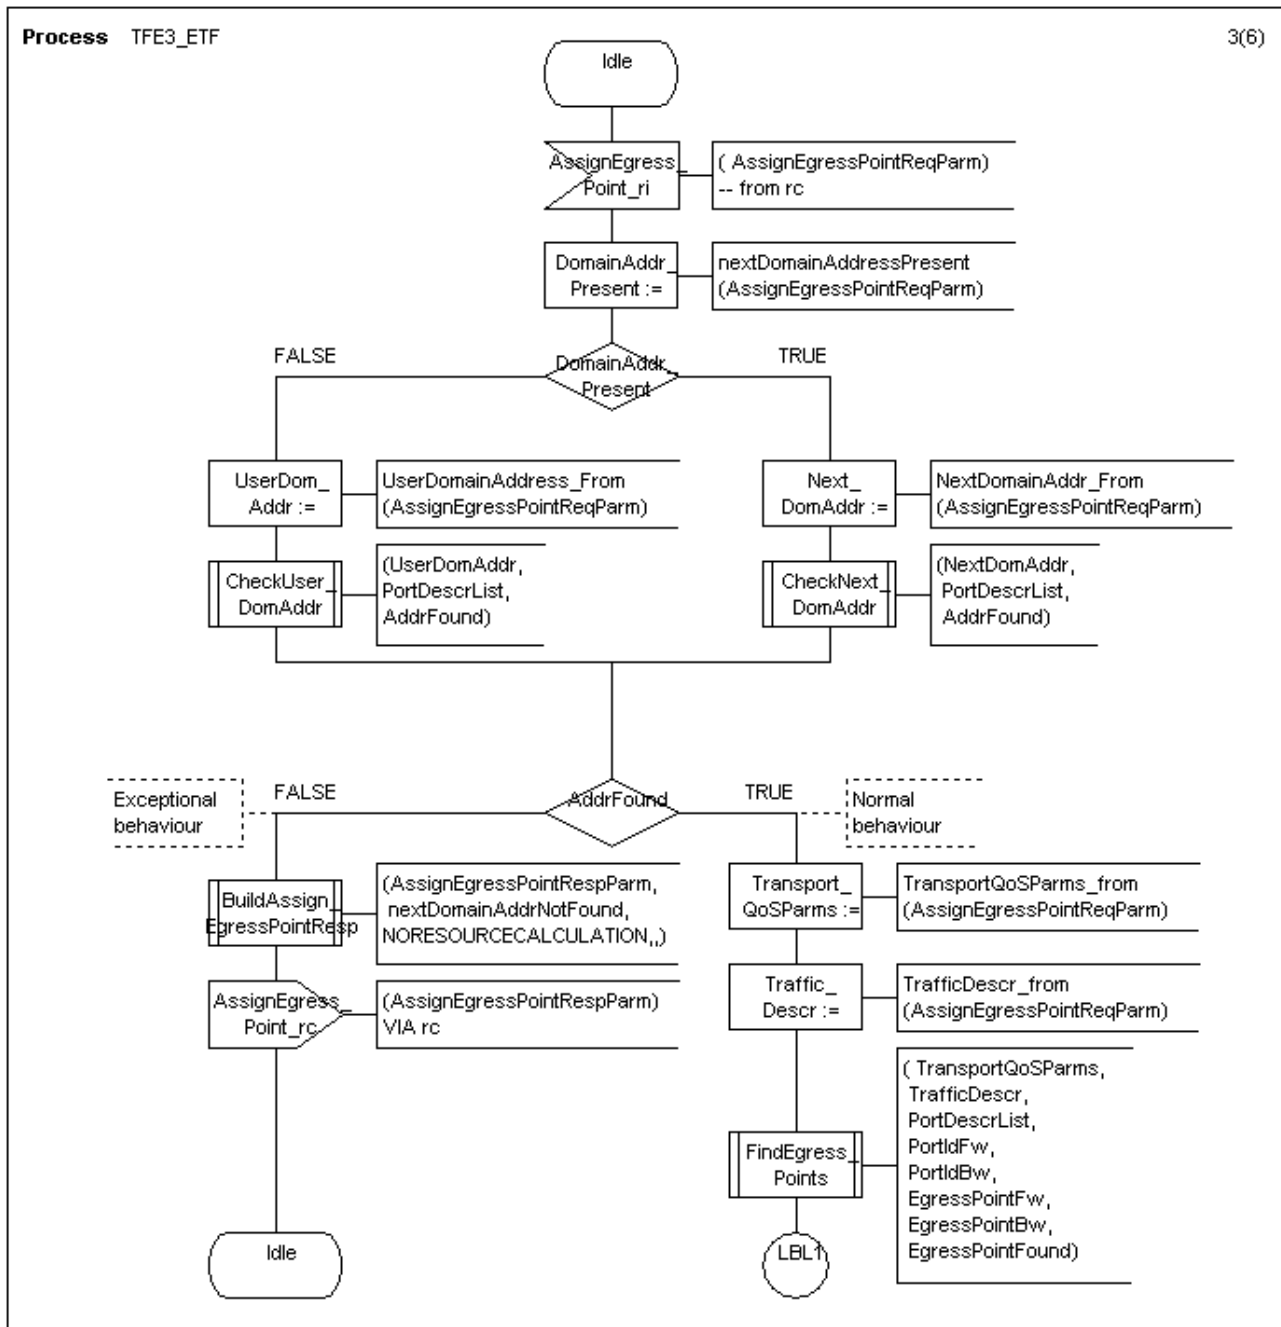 Process TFE3_ETF
3(6)
Idle
AssignEgress_
Point_ri
( AssignEgressPointReqParm)
-- from rc
DomainAddr_
Present :=
nextDomainAddressPresent
(AssignEgressPointReqParm)
FALSE
DomainAddr_
Present
TRUE
UserDom_
Addr :=
UserDomainAddress_From
(AssignEgressPointReqParm)
Next_
DomAddr :=
NextDomainAddr_From
(AssignEgressPointReqParm)
CheckUser_
DomAddr
(UserDomAddr,
PortDescrList,
AddrFound)
CheckNext_
DomAddr
(NextDomAddr,
PortDescrList,
AddrFound)
Exceptional
behaviour
FALSE
AddrFound
TRUE
Normal
behaviour
BuildAssign_
EgressPointResp
(AssignEgressPointRespParm,
nextDomainAddrNotFound,
NORESOURCECALCULATION,,)
Transport_
QoSParms :=
TransportQoSParms_from
(AssignEgressPointReqParm)
AssignEgress_
Point_rc
(AssignEgressPointRespParm)
VIA rc
Traffic_
Descr :=
TrafficDescr_from
(AssignEgressPointReqParm)
FindEgress_
Points
( TransportQoSParms,
TrafficDescr,
PortDescrList,
PortIdFw,
PortIdBw,
EgressPointFw,
EgressPointBw,
EgressPointFound)
Idle
LBL1